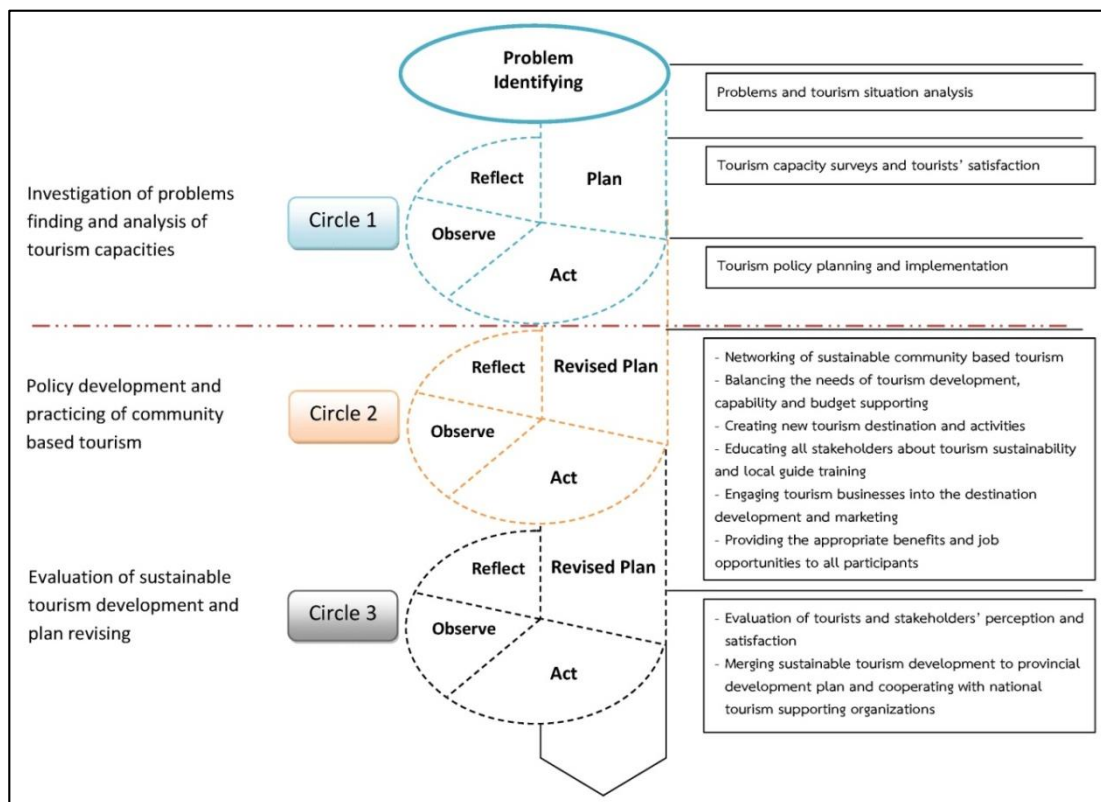 Problem
Identifying
Problems and tourism situation analysis
Reflect
Plan
Tourism capacity surveys and tourists' satisfaction
Investigation of problems
finding and analysis of
tourism capacities
Circle 1
Observe
Act
Tourism policy planning and implementation
Policy development and
practicing of community
based tourism
Circle 2
Reflect
Revised Plan
Observe
Act
- Networking of sustainable community based tourism
- Balancing the needs of tourism development,
capability and budget supporting
- Creating new tourism destination and activities
- Educating all stakeholders about tourism sustainability
and local guide training
- Engaging tourism businesses into the destination
development and marketing
- Providing the appropriate benefits and job
opportunities to all participants
Evaluation of sustainable
tourism development and
plan revising
Circle 3
Reflect
Revised Plan
Observe
Act
- Evaluation of tourists and stakeholders' perception and
satisfaction
- Merging sustainable tourism development to provincial
development plan and cooperating with national
tourism supporting organizations